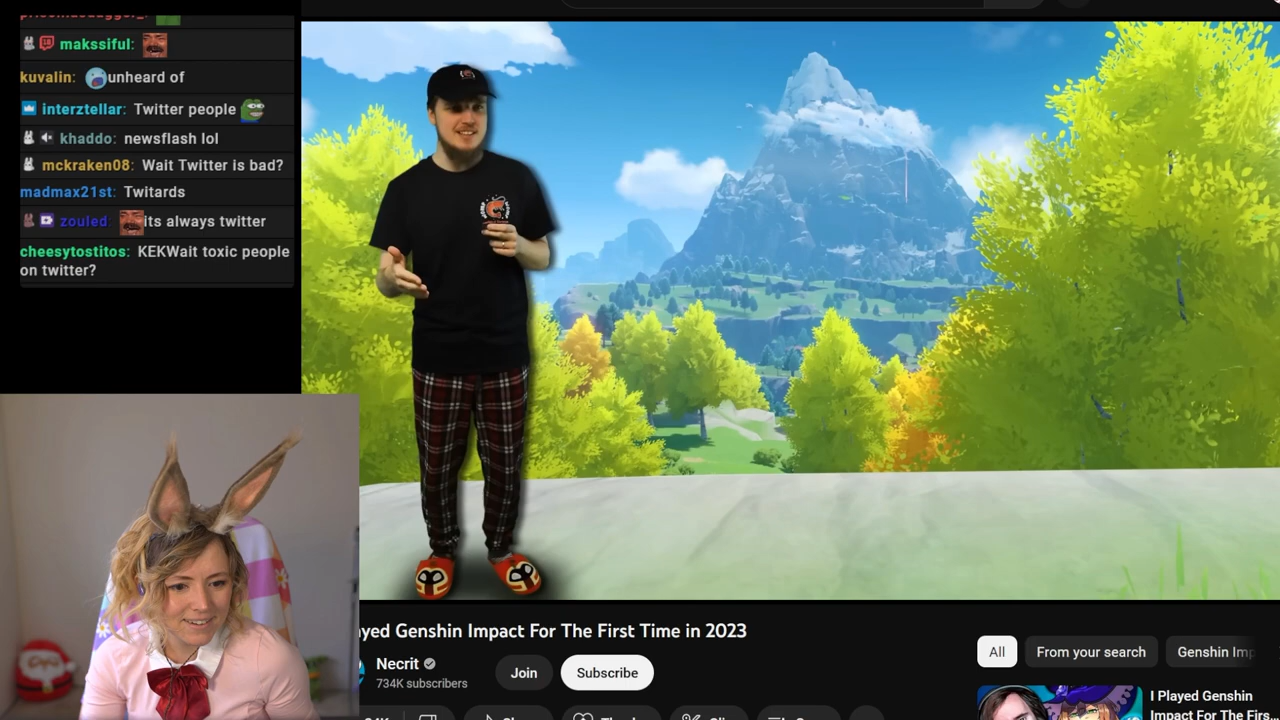 makssiful:
kuvalin: unheard of
interztellar: Twitter people
khaddo: newsflash lol
mckraken08: Wait Twitter is bad?
madmax21st: Twitards
zouled: its always twitter
cheesytostitos: KEKWait toxic people
on twitter?
ayed Genshin Impact For The First Time in 2023
Necrit
734K subscribers
Join
Subscribe
All
From your search
Genshin Imp
I Played Genshin
Impact For The Firs